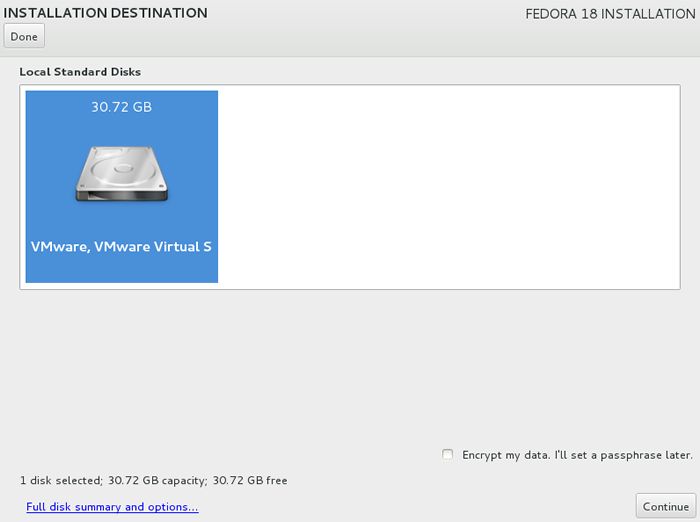 INSTALLATION DESTINATION
FEDORA 18 INSTALLATION
Done
Local Standard Disks
30.72 GB
VMware, VMware Virtual S
Encrypt my data. I'll set a passphrase later.
1 disk selected; 30.72 GB capacity; 30.72 GB free
Full disk summary and options...
Continue